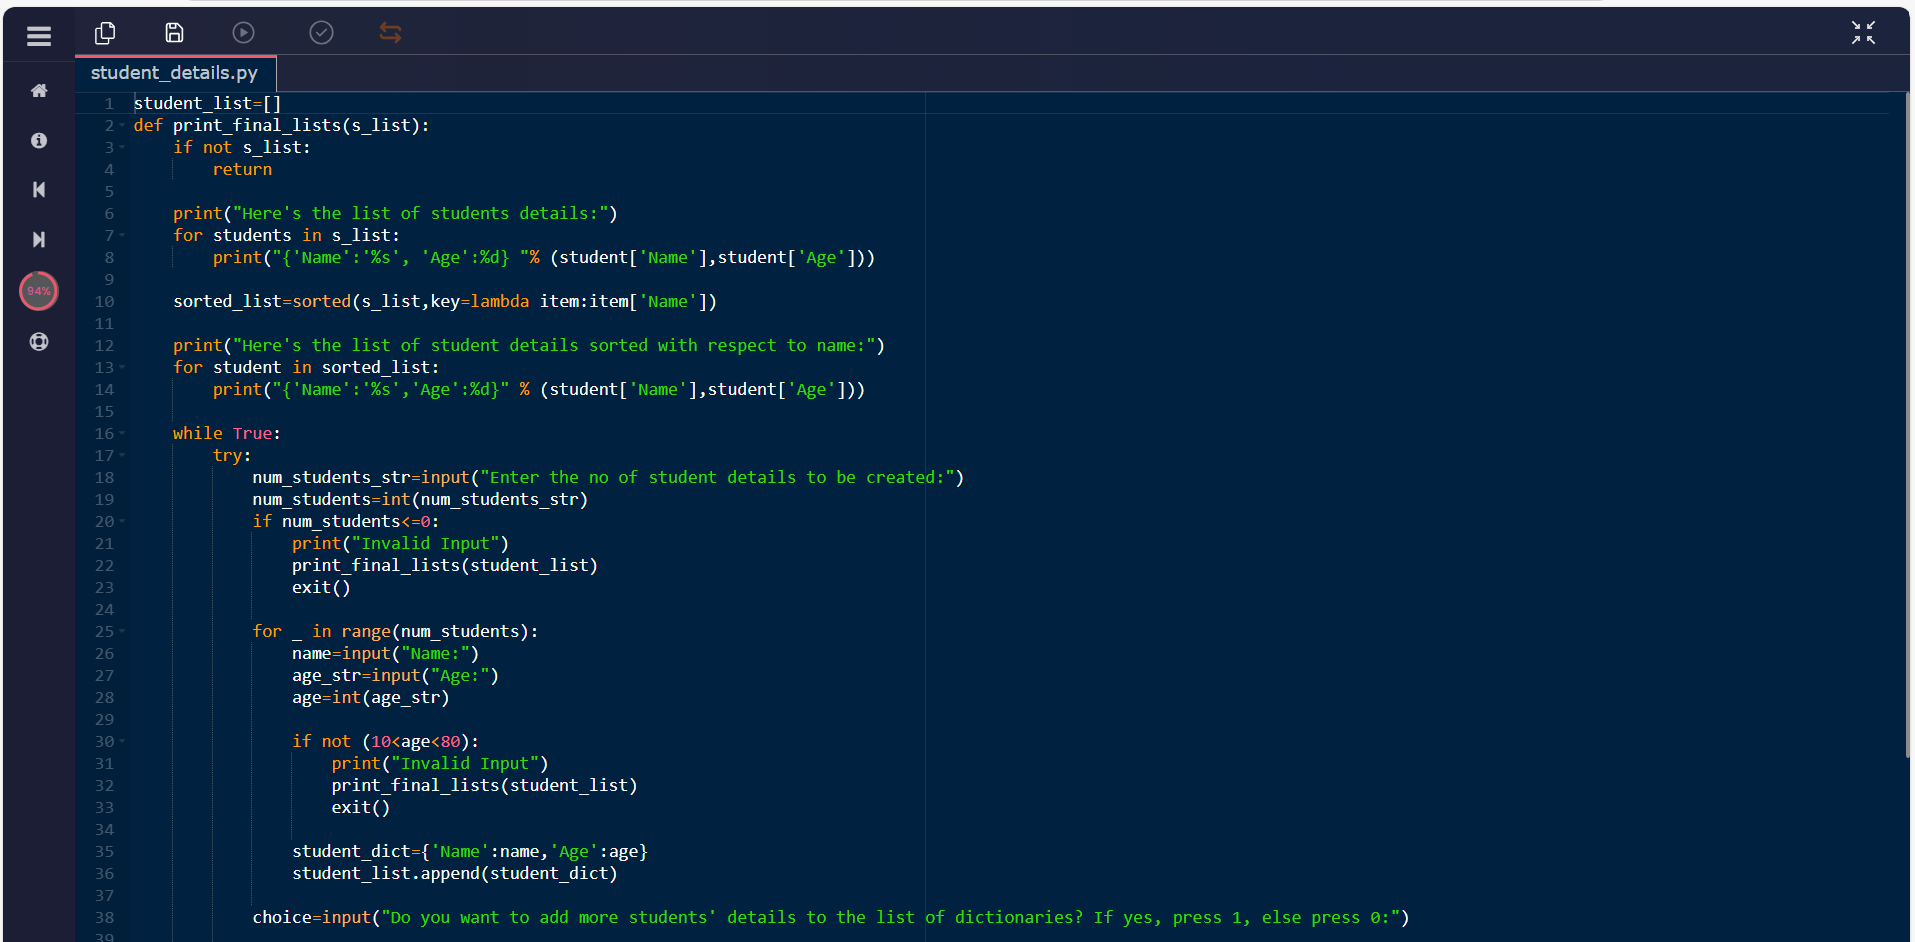 student_details.py
94%
1 student_list=[]
2 def print_final_lists(s_list):
3     if not s_list:
4         return
5
6     print("Here's the list of students details:")
7     for students in s_list:
8         print("{'Name':'%s', 'Age':%d} "% (student['Name'],student['Age']))
9
10     sorted_list=sorted(s_list,key=lambda item:item['Name'])
11
12     print("Here's the list of student details sorted with respect to name:")
13     for student in sorted_list:
14         print("{'Name':'%s','Age':%d}" % (student['Name'],student['Age']))
15
16     while True:
17         try:
18             num_students_str=input("Enter the no of student details to be created:")
19             num_students=int(num_students_str)
20             if num_students<=0:
21                 print("Invalid Input")
22                 print_final_lists(student_list)
23                 exit()
24
25             for _ in range(num_students):
26                 name=input("Name:")
27                 age_str=input("Age:")
28                 age=int(age_str)
29
30                 if not (10<age<80):
31                     print("Invalid Input")
32                     print_final_lists(student_list)
33                     exit()
34
35                 student_dict={'Name':name,'Age':age}
36                 student_list.append(student_dict)
37
38             choice=input("Do you want to add more students' details to the list of dictionaries? If yes, press 1, else press 0:")
39